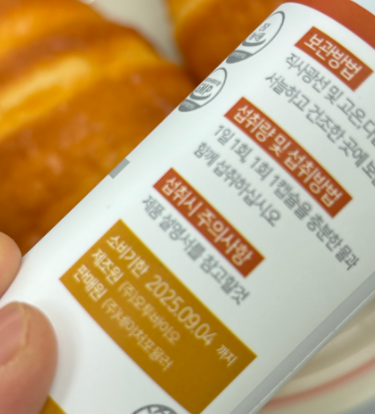 보관방법
직사광선 및 고온,다
서늘하고 건조한 곳에 보
섭취량 및 섭취방법
1일 1회, 1회 1캡슐을 충분한 물과
함께 섭취하십시오
섭취시 주의사항
제품 설명서를 참고할것
소비기한 2025.09.04 까지
제조원
판매원